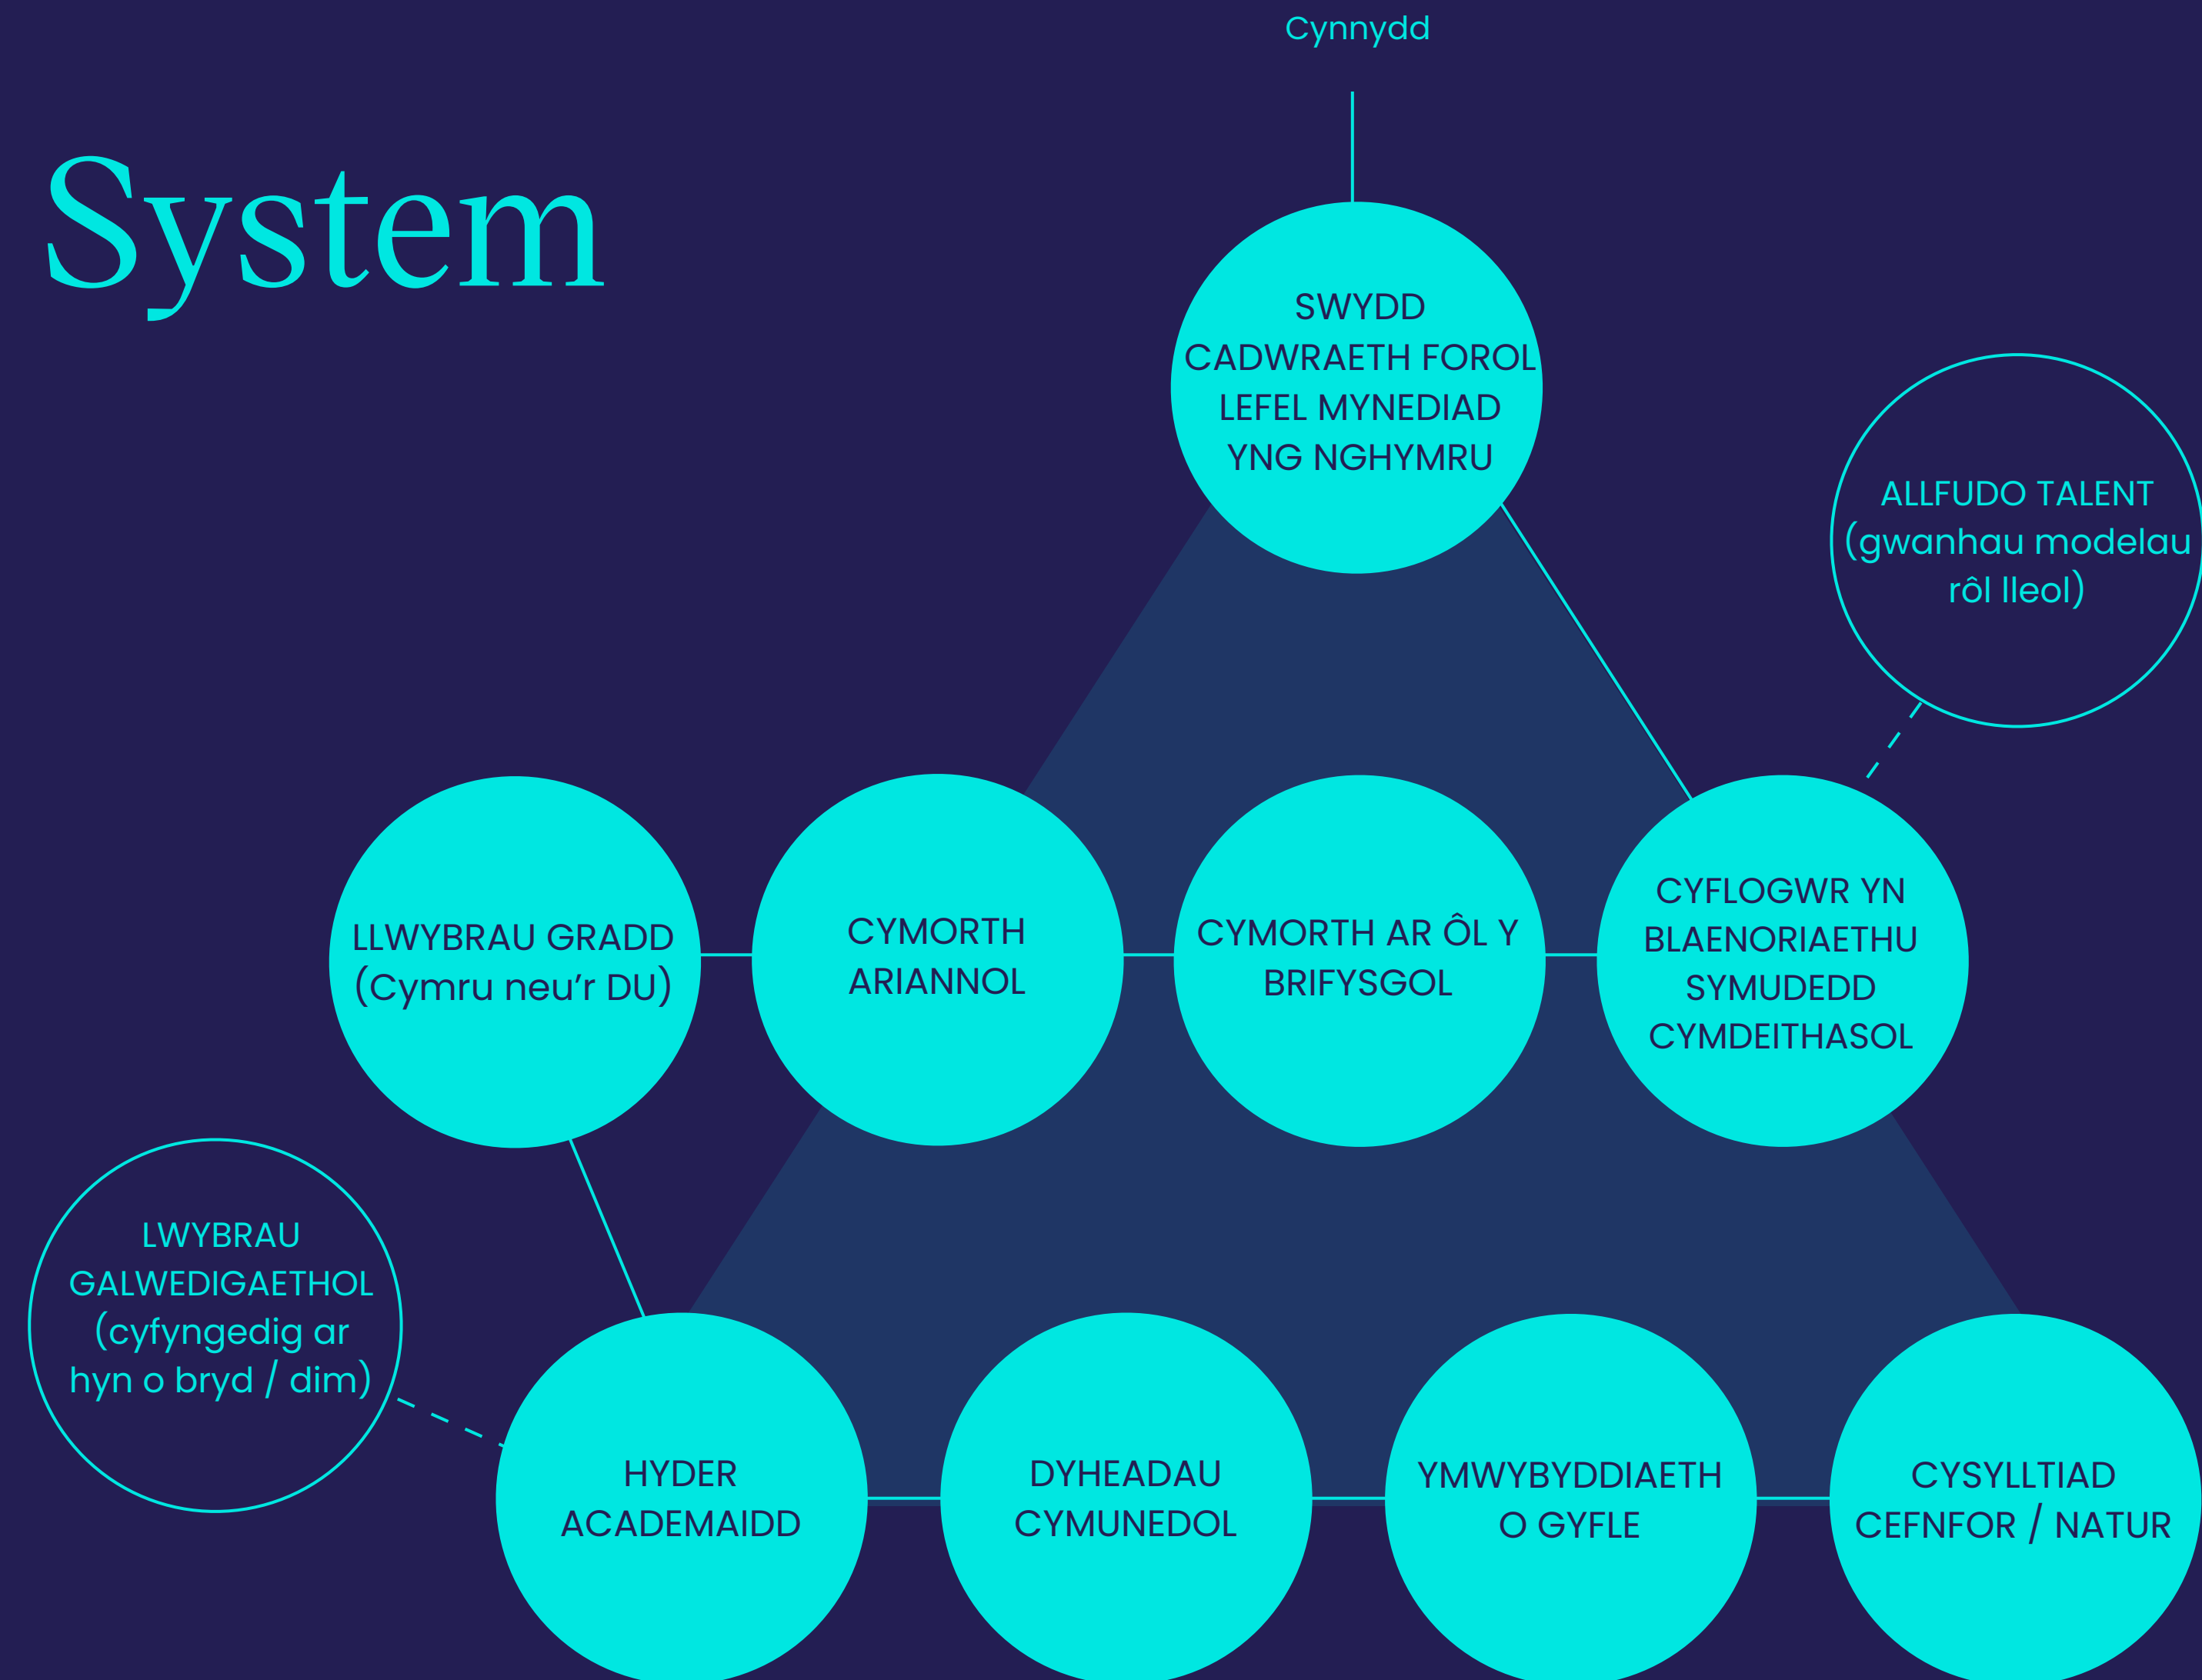 Cynnydd
System
SWYDD
CADWRAETH FOROL
LEFEL MYNEDIAD
YNG NGHYMRU
ALLFUDO TALENT
(gwanhau modelau
rôl lleol)
LLWYBRAU GRADD
(Cymru neu’r DU)
CYMORTH
ARIANNOL
CYMORTH AR ÔL Y
BRIFYSGOL
CYFLOGWR YN
BLAENORIAETHU
SYMUDEDD
CYMDEITHASOL
LWYBRAU
GALWEDIGAETHOL
(cyfyngedig ar
hyn o bryd / dim)
HYDER
ACADEMAIDD
DYHEADAU
CYMUNEDOL
YMWYBYDDIAETH
O GYFLE
CYSYLLTIAD
CEFNFOR / NATUR